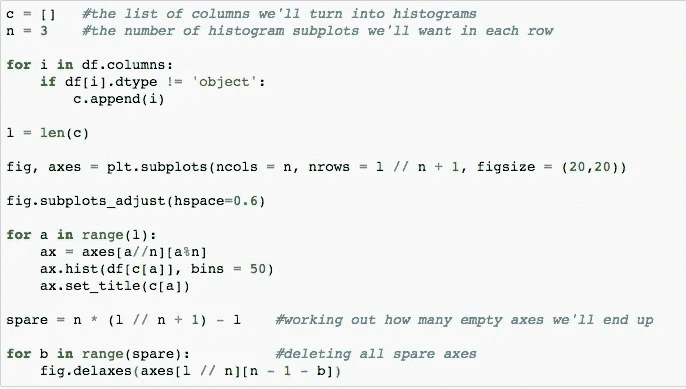 c = []   #the list of columns we'll turn into histograms
n = 3    #the number of histogram subplots we'll want in each row
for i in df.columns:
    if df[i].dtype != 'object':
        c.append(i)
l = len(c)
fig, axes = plt.subplots(ncols = n, nrows = l // n + 1, figsize = (20,20))
fig.subplots_adjust(hspace=0.6)
for a in range(l):
    ax = axes[a//n][a%n]
    ax.hist(df[c[a]], bins = 50)
    ax.set_title(c[a])
spare = n * (l // n + 1) - l    #working out how many empty axes we'll end up
for b in range(spare):          #deleting all spare axes
    fig.delaxes(axes[l // n][n - 1 - b])